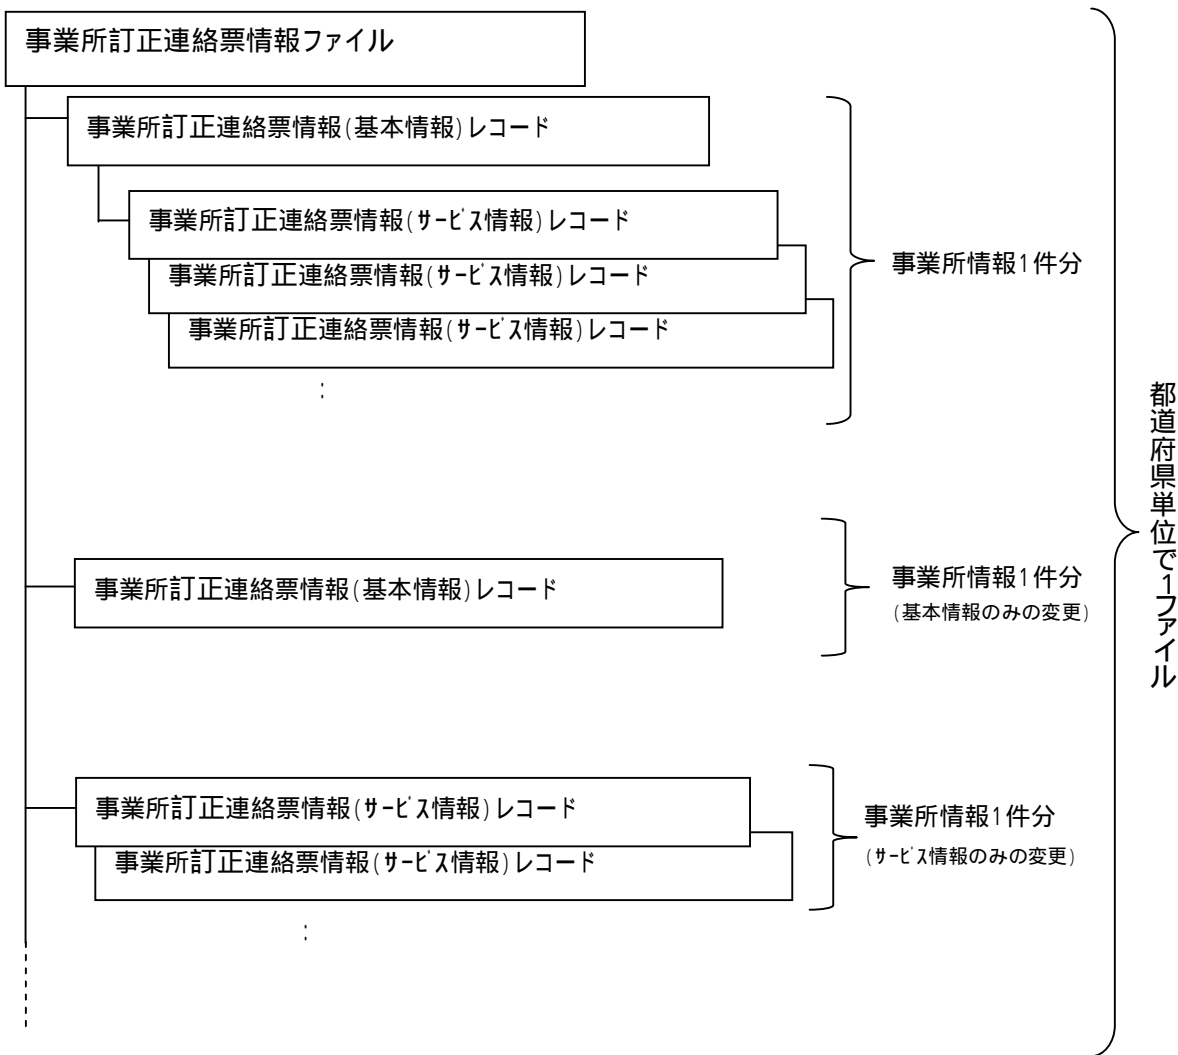 事業所訂正連絡票情報ファイル
事業所訂正連絡票情報(基本情報)レコード
事業所訂正連絡票情報(ｻｰﾋﾞｽ情報)レコード
事業所訂正連絡票情報(ｻｰﾋﾞｽ情報)レコード
事業所訂正連絡票情報(ｻｰﾋﾞｽ情報)レコード
:
事業所情報1件分
事業所訂正連絡票情報(基本情報)レコード
事業所情報1件分
(基本情報のみの変更)
事業所訂正連絡票情報(ｻｰﾋﾞｽ情報)レコード
事業所訂正連絡票情報(ｻｰﾋﾞｽ情報)レコード
:
事業所情報1件分
(ｻｰﾋﾞｽ情報のみの変更)
都道府県単位で1ファイル